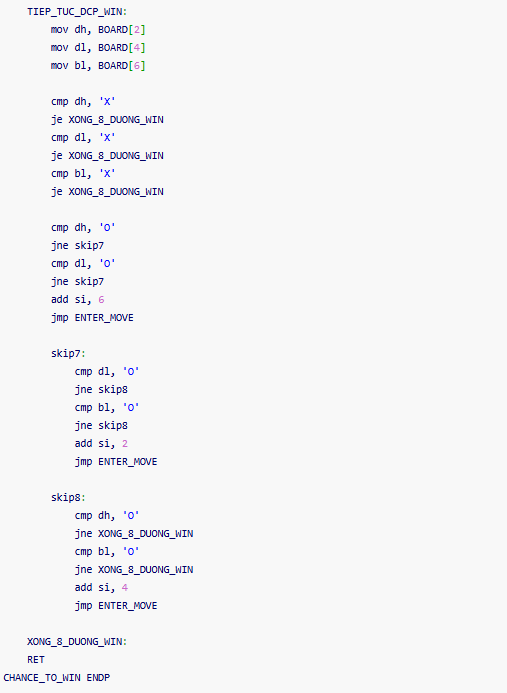 TIEP_TUC_DCP_WIN:
mov dh, BOARD[2]
mov dl, BOARD[4]
mov bl, BOARD[6]
cmp dh, 'X'
je XONG_8_DUONG_WIN
cmp dl, 'X'
je XONG_8_DUONG_WIN
cmp bl, 'X'
je XONG_8_DUONG_WIN
cmp dh, 'O'
jne skip7
cmp dl, 'O'
jne skip7
add si, 6
jmp ENTER_MOVE
skip7:
cmp dl, 'O'
jne skip8
cmp bl, 'O'
jne skip8
add si, 2
jmp ENTER_MOVE
skip8:
cmp dh, 'O'
jne XONG_8_DUONG_WIN
cmp bl, 'O'
jne XONG_8_DUONG_WIN
add si, 4
jmp ENTER_MOVE
XONG_8_DUONG_WIN:
RET
CHANCE_TO_WIN ENDP